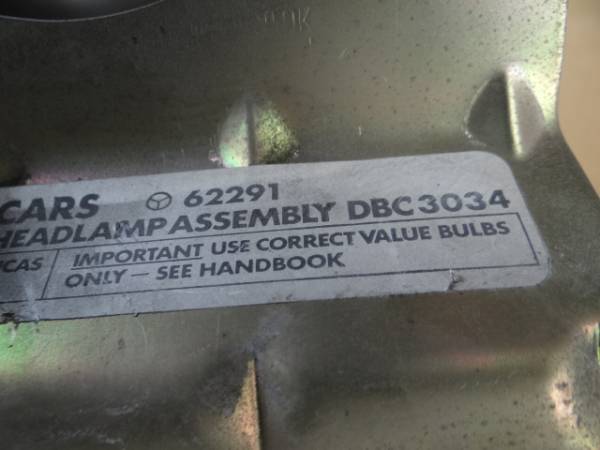 CARS 62291
HEADLAMP ASSEMBLY DBC3034
IMPORTANT USE CORRECT VALUE BULBS
ONLY — SEE HANDBOOK